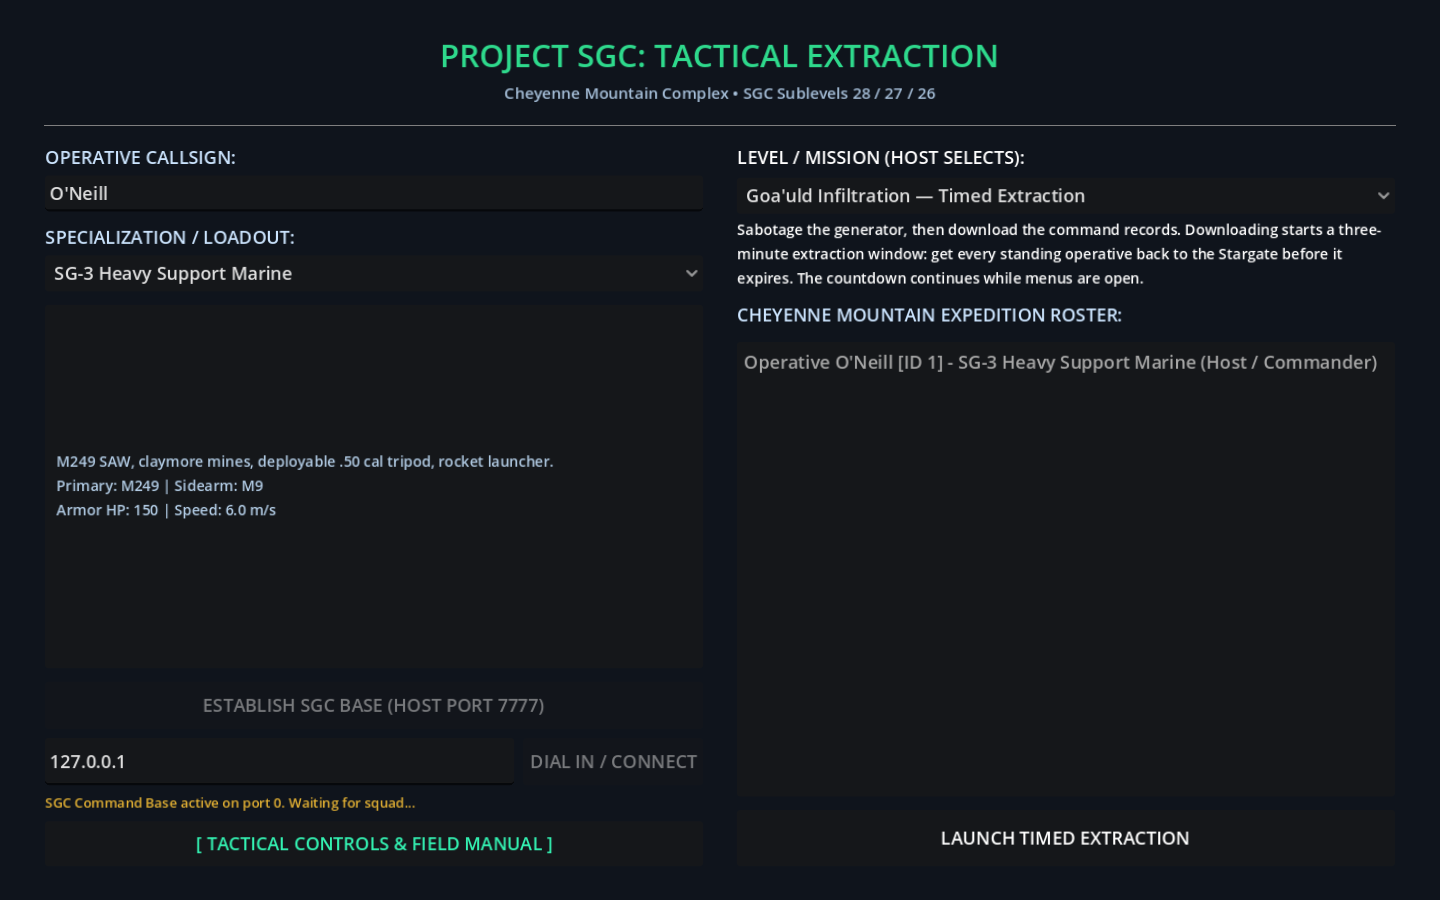 PROJECT SGC: TACTICAL EXTRACTION
Cheyenne Mountain Complex • SGC Sublevels 28 / 27 / 26
OPERATIVE CALLSIGN:
O'Neill
SPECIALIZATION / LOADOUT:
SG-3 Heavy Support Marine
M249 SAW, claymore mines, deployable .50 cal tripod, rocket launcher.
Primary: M249 | Sidearm: M9
Armor HP: 150 | Speed: 6.0 m/s
ESTABLISH SGC BASE (HOST PORT 7777)
127.0.0.1
DIAL IN / CONNECT
SGC Command Base active on port 0. Waiting for squad...
[ TACTICAL CONTROLS & FIELD MANUAL ]
LEVEL / MISSION (HOST SELECTS):
Goa'uld Infiltration — Timed Extraction
Sabotage the generator, then download the command records. Downloading starts a three-
minute extraction window: get every standing operative back to the Stargate before it
expires. The countdown continues while menus are open.
CHEYENNE MOUNTAIN EXPEDITION ROSTER:
Operative O'Neill [ID 1] - SG-3 Heavy Support Marine (Host / Commander)
LAUNCH TIMED EXTRACTION